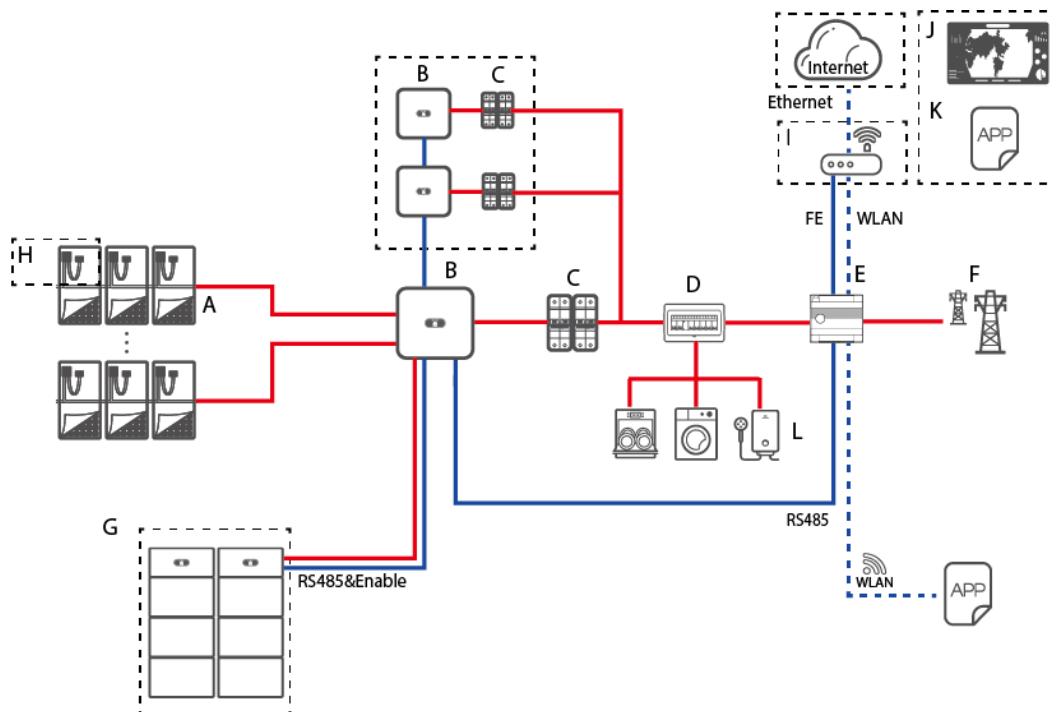 J
Internet
B
C
Ethernet
K
APP
I
FE
WLAN
H
A
B
C
D
E
F
L
RS485
G
RS485&Enable
WLAN
APP